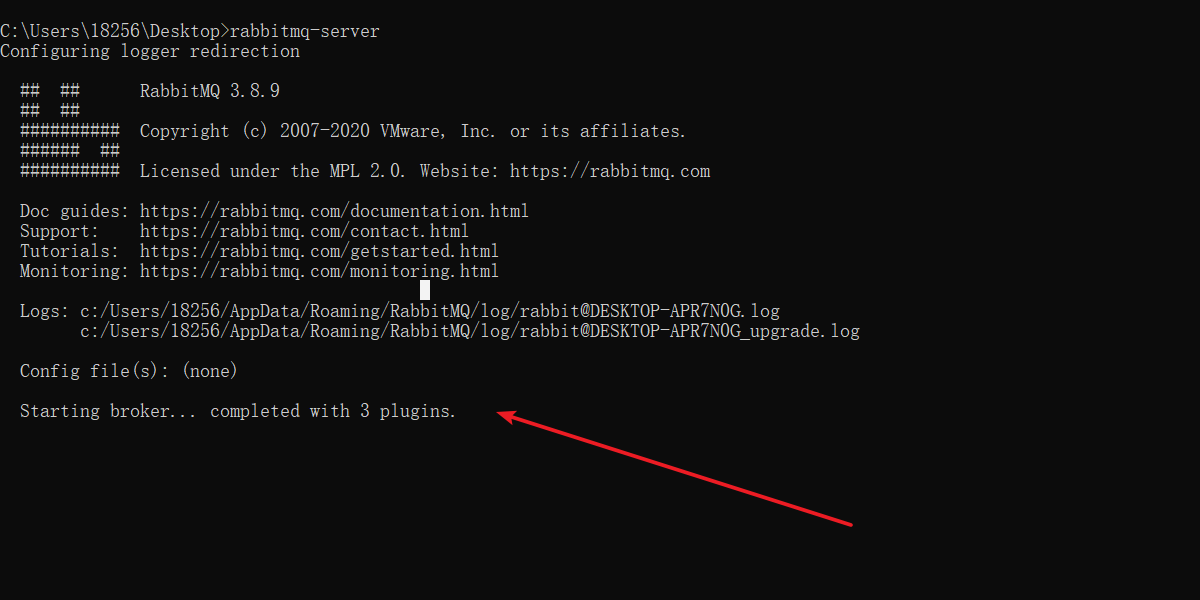 C:\Users\18256\Desktop>rabbitmq-server
Configuring logger redirection
## ## RabbitMQ 3.8.9
## ##
########## Copyright (c) 2007-2020 VMware, Inc. or its affiliates.
###### ##
########## Licensed under the MPL 2.0. Website: https://rabbitmq.com
Doc guides: https://rabbitmq.com/documentation.html
Support: https://rabbitmq.com/contact.html
Tutorials: https://rabbitmq.com/getstarted.html
Monitoring: https://rabbitmq.com/monitoring.html
Logs: c:/Users/18256/AppData/Roaming/RabbitMQ/log/rabbit@DESKTOP-APR7N0G.log
c:/Users/18256/AppData/Roaming/RabbitMQ/log/rabbit@DESKTOP-APR7N0G_upgrade.log
Config file(s): (none)
Starting broker... completed with 3 plugins.